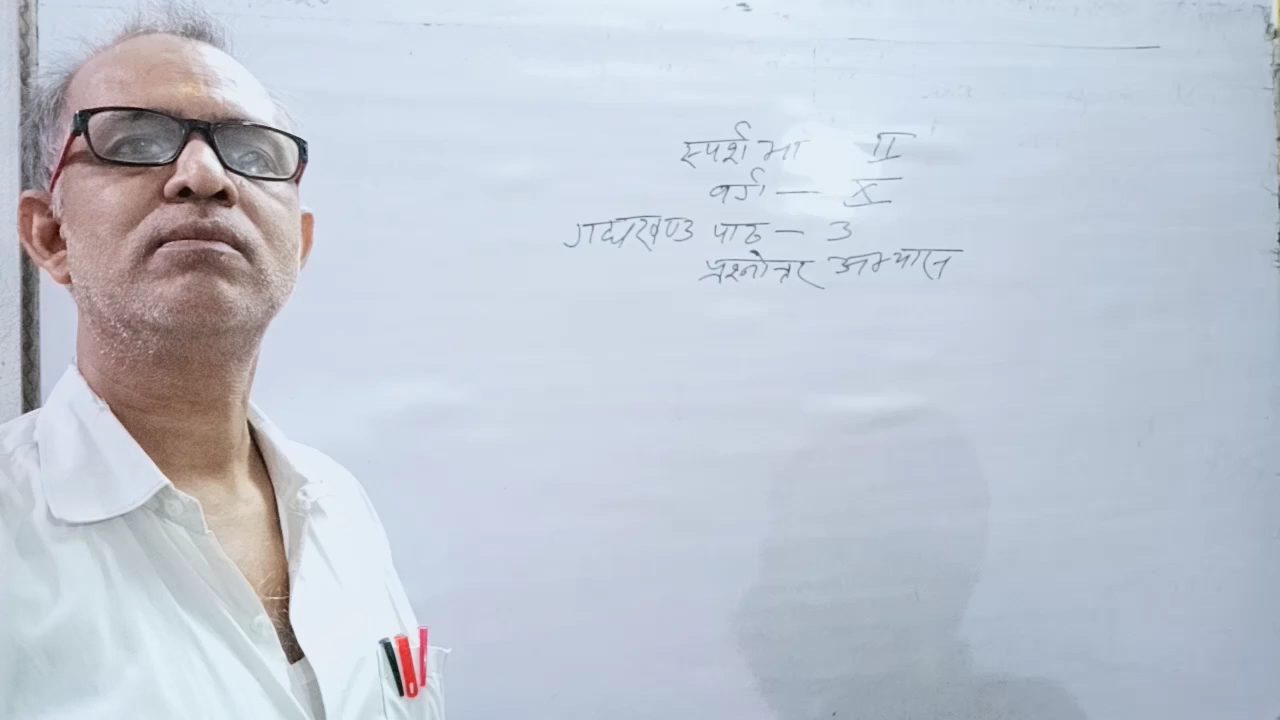 स्पर्श भा II
वर्ग — X
गद्यखण्ड पाठ — 3
प्रश्नोत्तर अभ्यास